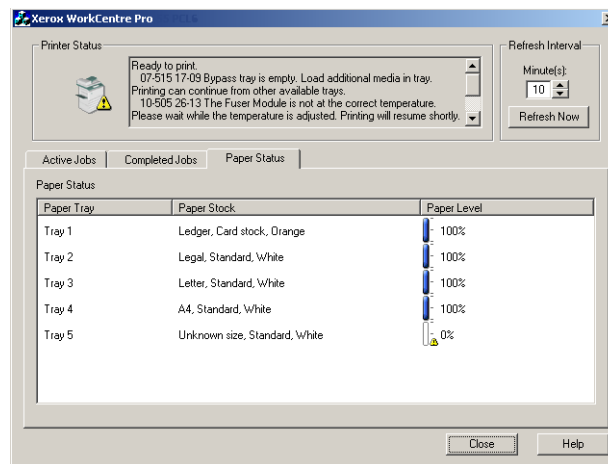 Xerox WorkCentre Pro
Printer Status
Ready to print.
07-515 17-09 Bypass tray is empty. Load additional media in tray.
Printing can continue from other available trays.
10-505 26-13 The Fuser Module is not at the correct temperature.
Please wait while the temperature is adjusted. Printing will resume shortly.
Refresh Interval
Minute(s):
10
Refresh Now
Active Jobs Completed Jobs Paper Status
Paper Status
Paper Tray Paper Stock Paper Level
Tray 1 Ledger, Card stock, Orange 100%
Tray 2 Legal, Standard, White 100%
Tray 3 Letter, Standard, White 100%
Tray 4 A4, Standard, White 100%
Tray 5 Unknown size, Standard, White 0%
Close Help